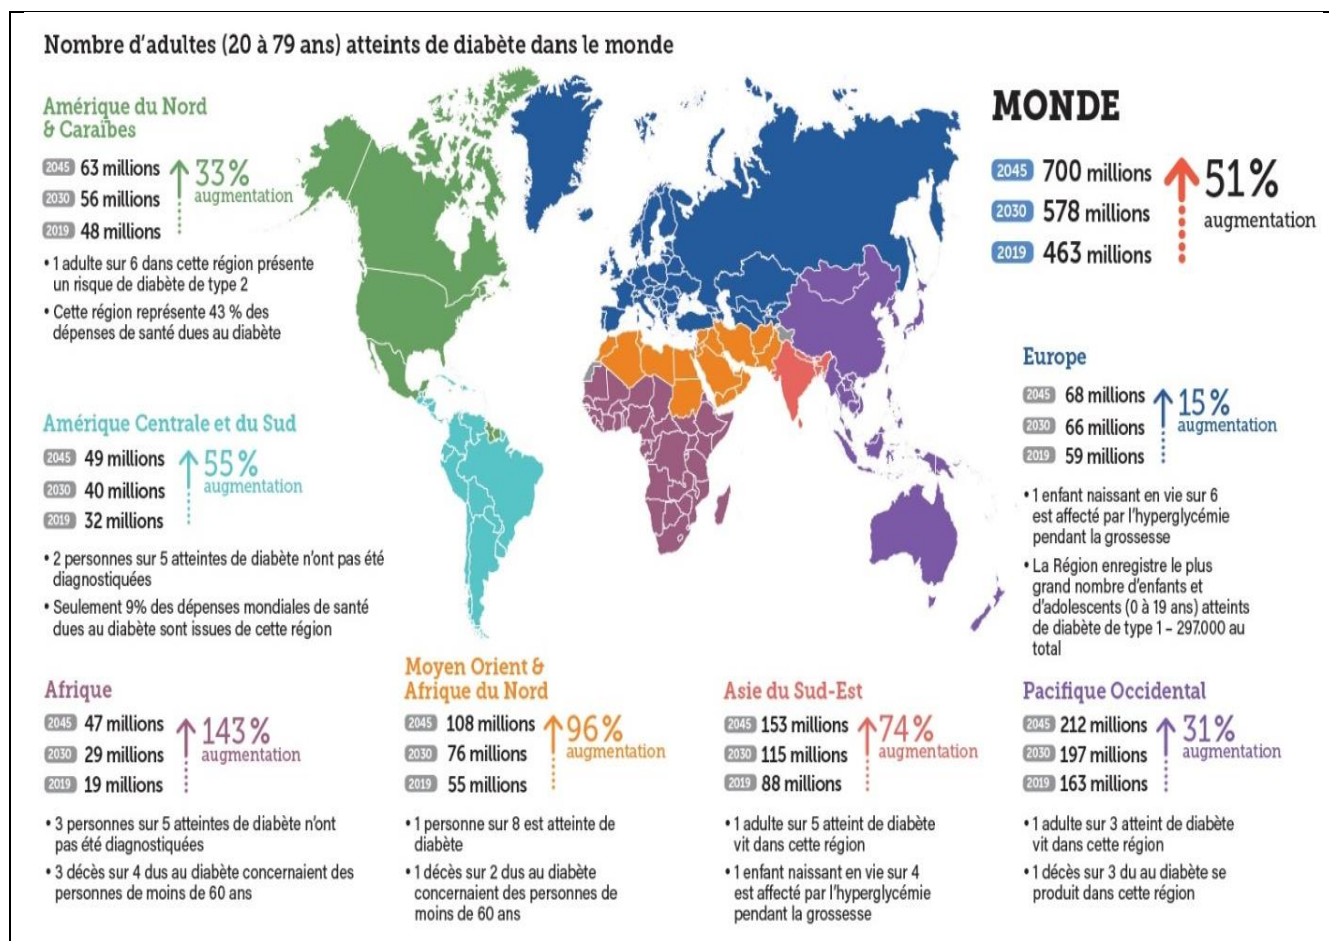 Nombre d'adultes (20 à 79 ans) atteints de diabète dans le monde
Amérique du Nord
& Caraïbes
2045 63 millions
2030 56 millions
2019 48 millions
33%
augmentation
• 1 adulte sur 6 dans cette région présente
un risque de diabète de type 2
• Cette région représente 43 % des
dépenses de santé dues au diabète
MONDE
2045 700 millions
2030 578 millions
2019 463 millions
51%
augmentation
Amérique Centrale et du Sud
2045 49 millions
2030 40 millions
2019 32 millions
55%
augmentation
• 2 personnes sur 5 atteintes de diabète n'ont pas été
diagnostiquées
• Seulement 9% des dépenses mondiales de santé
dues au diabète sont issues de cette région
Europe
2045 68 millions
2030 66 millions
2019 59 millions
15%
augmentation
• 1 enfant naissant en vie sur 6
est affecté par l'hyperglycémie
pendant la grossesse
• La Région enregistre le plus
grand nombre d'enfants et
d'adolescents (0 à 19 ans) atteints
de diabète de type 1 – 297.000 au
total
Afrique
2045 47 millions
2030 29 millions
2019 19 millions
143%
augmentation
• 3 personnes sur 5 atteintes de diabète n'ont
pas été diagnostiquées
• 3 décès sur 4 dus au diabète concernaient des
personnes de moins de 60 ans
Moyen Orient &
Afrique du Nord
2045 108 millions
2030 76 millions
2019 55 millions
96%
augmentation
• 1 personne sur 8 est atteinte de
diabète
• 1 décès sur 2 dus au diabète
concernaient des personnes de
moins de 60 ans
Asie du Sud-Est
2045 153 millions
2030 115 millions
2019 88 millions
74%
augmentation
• 1 adulte sur 5 atteint de diabète
vit dans cette région
• 1 enfant naissant en vie sur 4
est affecté par l'hyperglycémie
pendant la grossesse
Pacifique Occidental
2045 212 millions
2030 197 millions
2019 163 millions
31%
augmentation
• 1 adulte sur 3 atteint de diabète
vit dans cette région
• 1 décès sur 3 du au diabète se
produit dans cette région